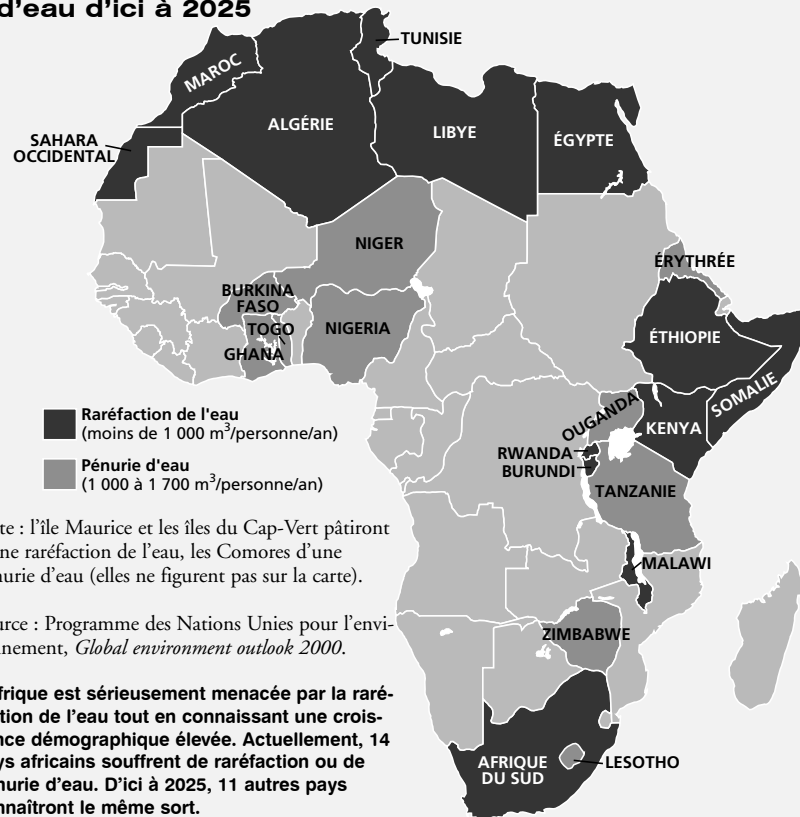 d'eau d'ici à 2025
TUNISIE
MAROC
ALGÉRIE
LIBYE
ÉGYPTE
SAHARA
OCCIDENTAL
NIGER
ÉRYTHRÉE
BURKINA
FASO
TOGO
GHANA
NIGERIA
ÉTHIOPIE
SOMALIE
OUGANDA
KENYA
RWANDA
BURUNDI
TANZANIE
MALAWI
ZIMBABWE
AFRIQUE
DU SUD
LESOTHO
Raréfaction de l'eau
(moins de 1 000 m³/personne/an)
Pénurie d'eau
(1 000 à 1 700 m³/personne/an)
te : l’île Maurice et les îles du Cap-Vert pâtiront
ne raréfaction de l’eau, les Comores d’une
nurie d’eau (elles ne figurent pas sur la carte).
urce : Programme des Nations Unies pour l’envi-
nnement, Global environment outlook 2000.
frique est sérieusement menacée par la raré-
tion de l’eau tout en connaissant une crois-
nce démographique élevée. Actuellement, 14
ys africains souffrent de raréfaction ou de
nurie d’eau. D’ici à 2025, 11 autres pays
nnaîtront le même sort.